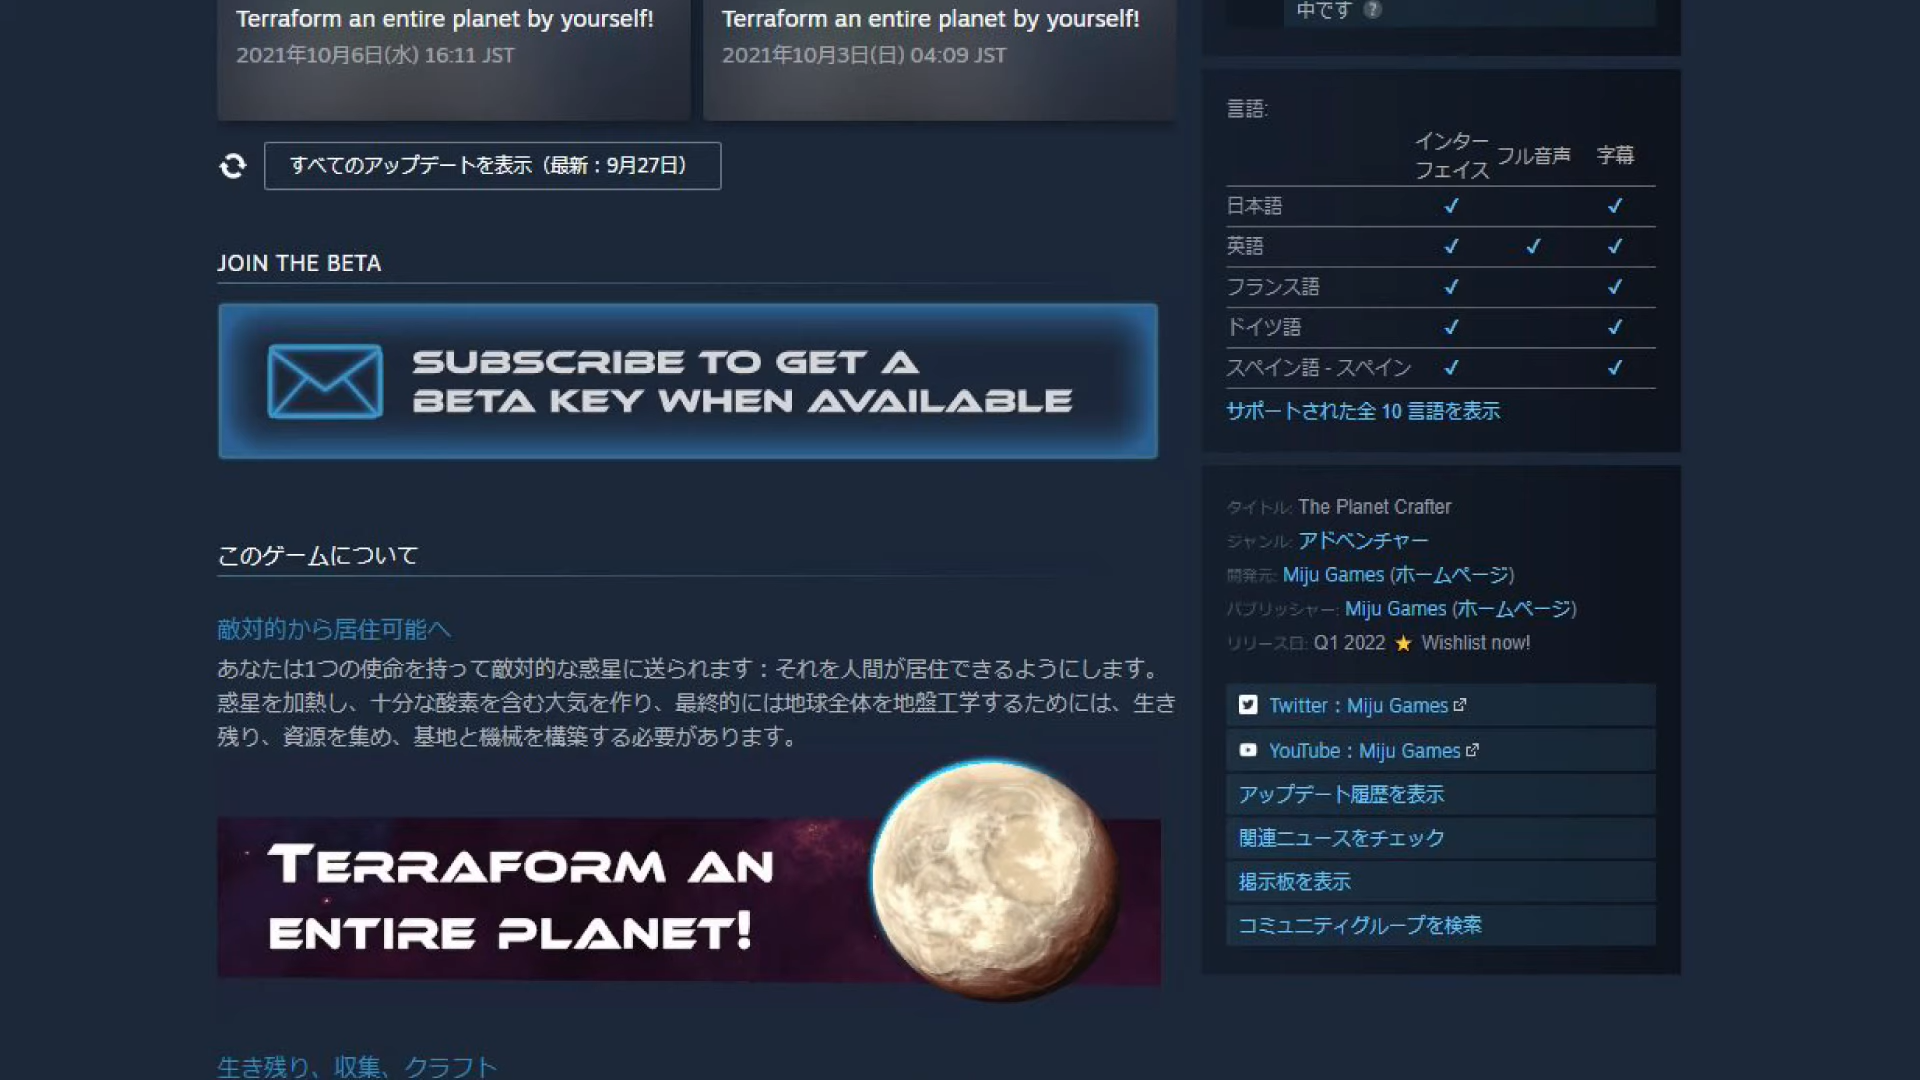 Terraform an entire planet by yourself!
2021年10月6日(水) 16:11 JST
Terraform an entire planet by yourself!
2021年10月3日(日) 04:09 JST
すべてのアップデートを表示（最新：9月27日）
JOIN THE BETA
SUBSCRIBE TO GET A
BETA KEY WHEN AVAILABLE
このゲームについて
敵対的から居住可能へ
あなたは1つの使命を持って敵対的な惑星に送られます：それを人間が居住できるようにします。
惑星を加熱し、十分な酸素を含む大気を作り、最終的には地球全体を地盤工学するためには、生き
残り、資源を集め、基地と機械を構築する必要があります。
TERRAFORM AN
ENTIRE PLANET!
生き残り、収集、クラフト
中です ?
言語:
インター
フェイス フル音声 字幕
日本語 ✓ ✓
英語 ✓ ✓ ✓
フランス語 ✓ ✓
ドイツ語 ✓ ✓
スペイン語 - スペイン ✓ ✓
サポートされた全 10 言語を表示
タイトル: The Planet Crafter
ジャンル: アドベンチャー
開発元: Miju Games (ホームページ)
パブリッシャー: Miju Games (ホームページ)
リリース日: Q1 2022 ⭐ Wishlist now!
Twitter：Miju Games
YouTube：Miju Games
アップデート履歴を表示
関連ニュースをチェック
掲示板を表示
コミュニティグループを検索